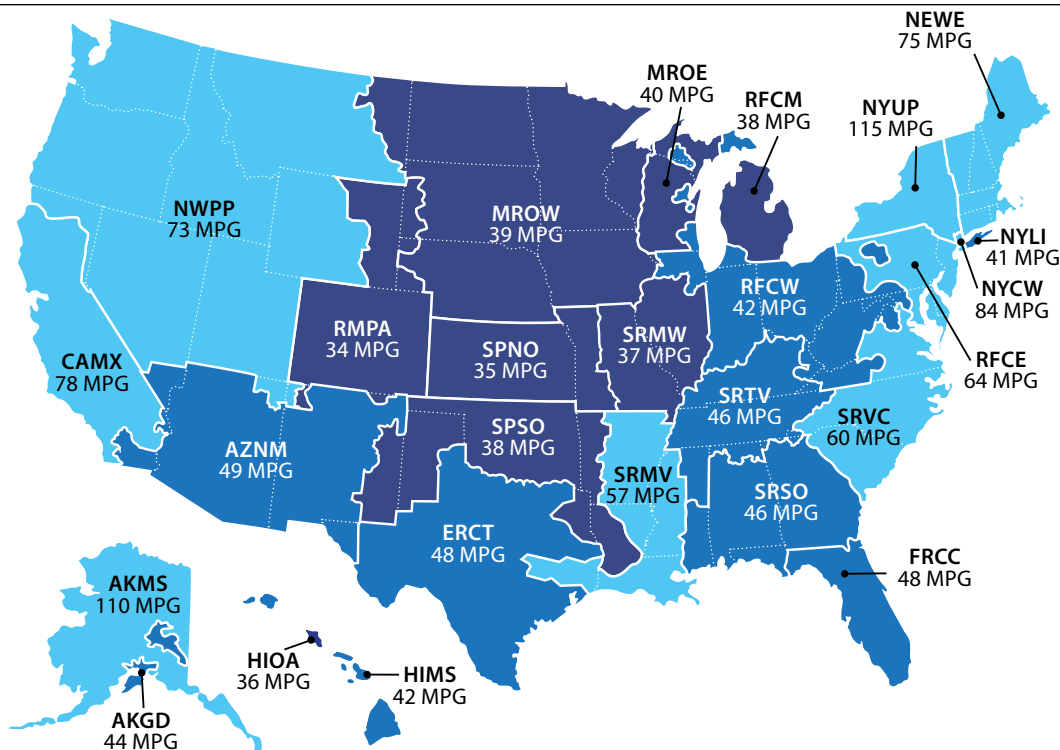 NEWE
75 MPG
MROE
40 MPG
RFCM
38 MPG
NYUP
115 MPG
NWPP
73 MPG
MROW
39 MPG
NYLI
41 MPG
NYCW
84 MPG
RFCW
42 MPG
RMPA
34 MPG
SRMW
37 MPG
SPNO
35 MPG
CAMX
78 MPG
RFCE
64 MPG
SRTV
46 MPG
SRVC
60 MPG
SPSO
38 MPG
AZNM
49 MPG
SRMV
57 MPG
SRSO
46 MPG
ERCT
48 MPG
FRCC
48 MPG
AKMS
110 MPG
HIOA
36 MPG
HIMS
42 MPG
AKGD
44 MPG